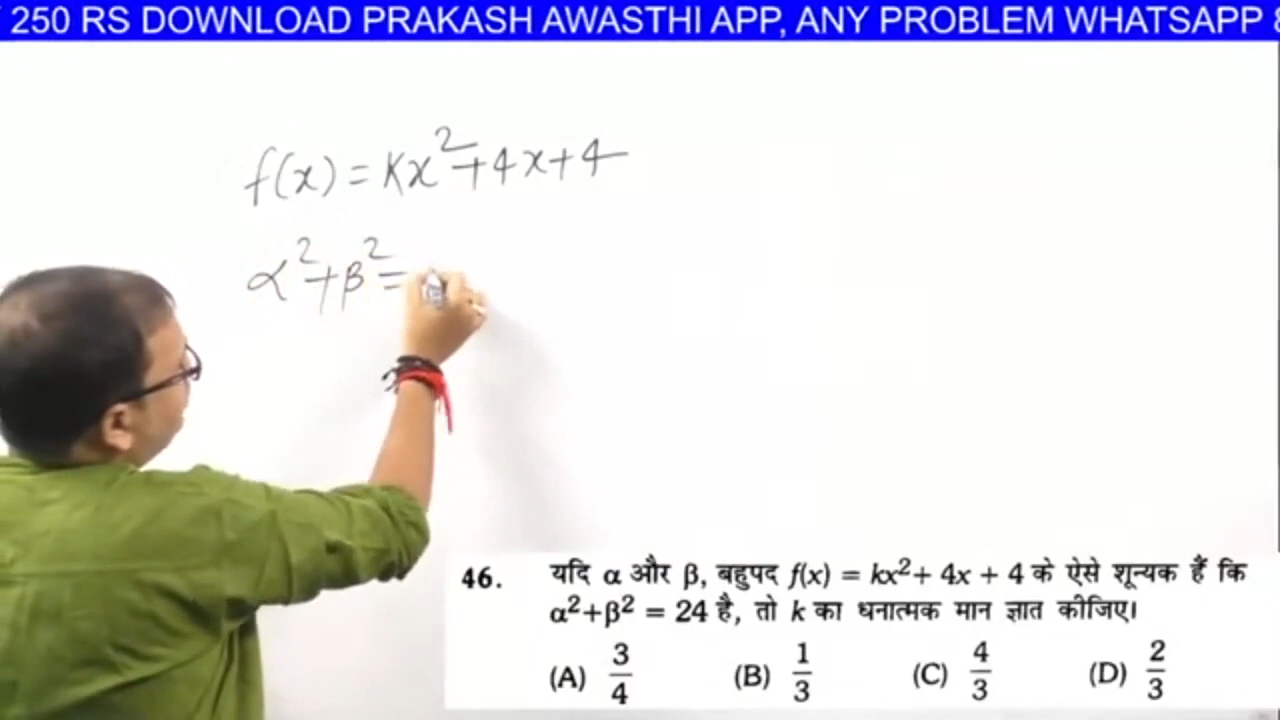 250 RS DOWNLOAD PRAKASH AWASTHI APP, ANY PROBLEM WHATSAPP
f(x) = Kx²+4x+4
α²+β²=
46. यदि α और β, बहुपद f(x) = kx²+ 4x + 4 के ऐसे शून्यक हैं कि
α²+β² = 24 है, तो k का धनात्मक मान ज्ञात कीजिए।
(A) 3/4 (B) 1/3 (C) 4/3 (D) 2/3